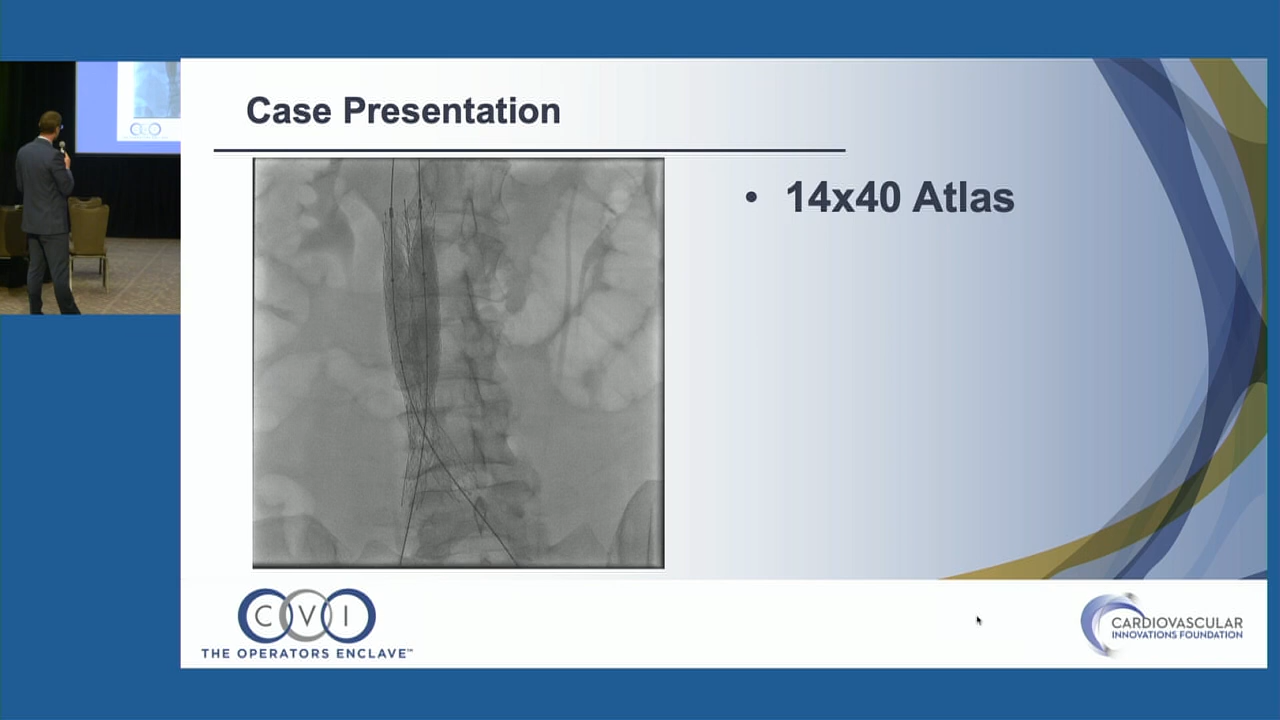 Case Presentation
• 14x40 Atlas
CVI
THE OPERATORS ENCLAVE™
CARDIOVASCULAR
INNOVATIONS FOUNDATION